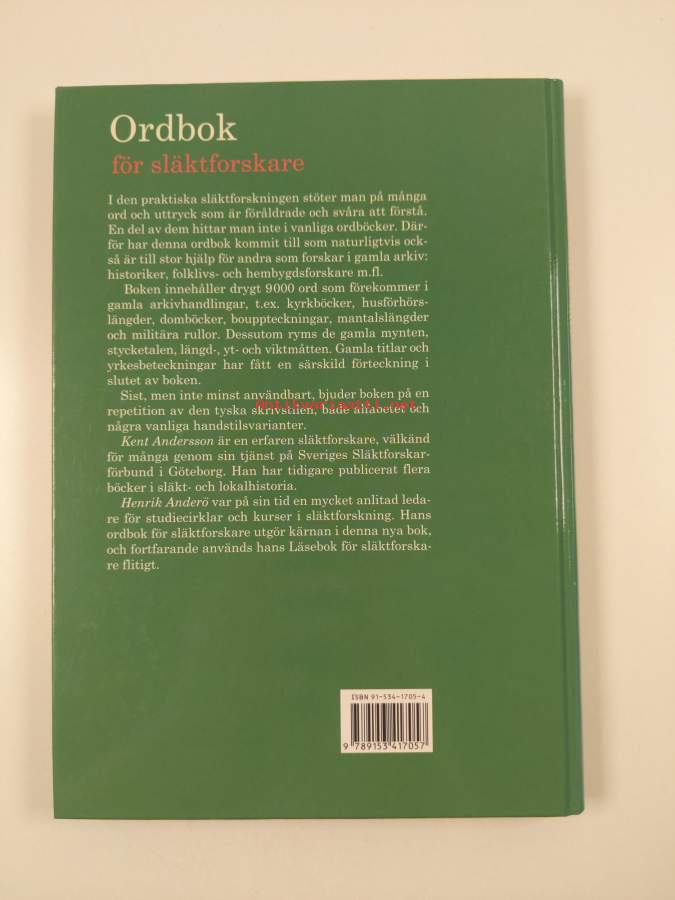 Ordbok
för släktforskare
I den praktiska släktforskningen stöter man på många
ord och uttryck som är föråldrade och svåra att förstå.
En del av dem hittar man inte i vanliga ordböcker. Där-
för har denna ordbok kommit till som naturligtvis ock-
så är till stor hjälp för andra som forskar i gamla arkiv:
historiker, folklivs- och hembygdsforskare m.fl.
Boken innehåller drygt 9000 ord som förekommer i
gamla arkivhandlingar, t.ex. kyrkböcker, husförhörs-
längder, domböcker, bouppteckningar, mantalslängder
och militära rullor. Dessutom ryms de gamla mynten,
stycketalen, längd-, yt- och viktmåtten. Gamla titlar och
yrkesbeteckningar har fått en särskild förteckning i
slutet av boken.
Sist, men inte minst användbart, bjuder boken på en
repetition av den tyska skrivstilen, både alfabetet och
några vanliga handstilsvarianter.
Kent Andersson är en erfaren släktforskare, välkänd
för många genom sin tjänst på Sveriges Släktforskar-
förbund i Göteborg. Han har tidigare publicerat flera
böcker i släkt- och lokalhistoria.
Henrik Anderö var på sin tid en mycket anlitad leda-
re för studiecirklar och kurser i släktforskning. Hans
ordbok för släktforskare utgör kärnan i denna nya bok,
och fortfarande används hans Läsebok för släktforska-
re flitigt.
ISBN 91-534-1705-4
9 789153 417057